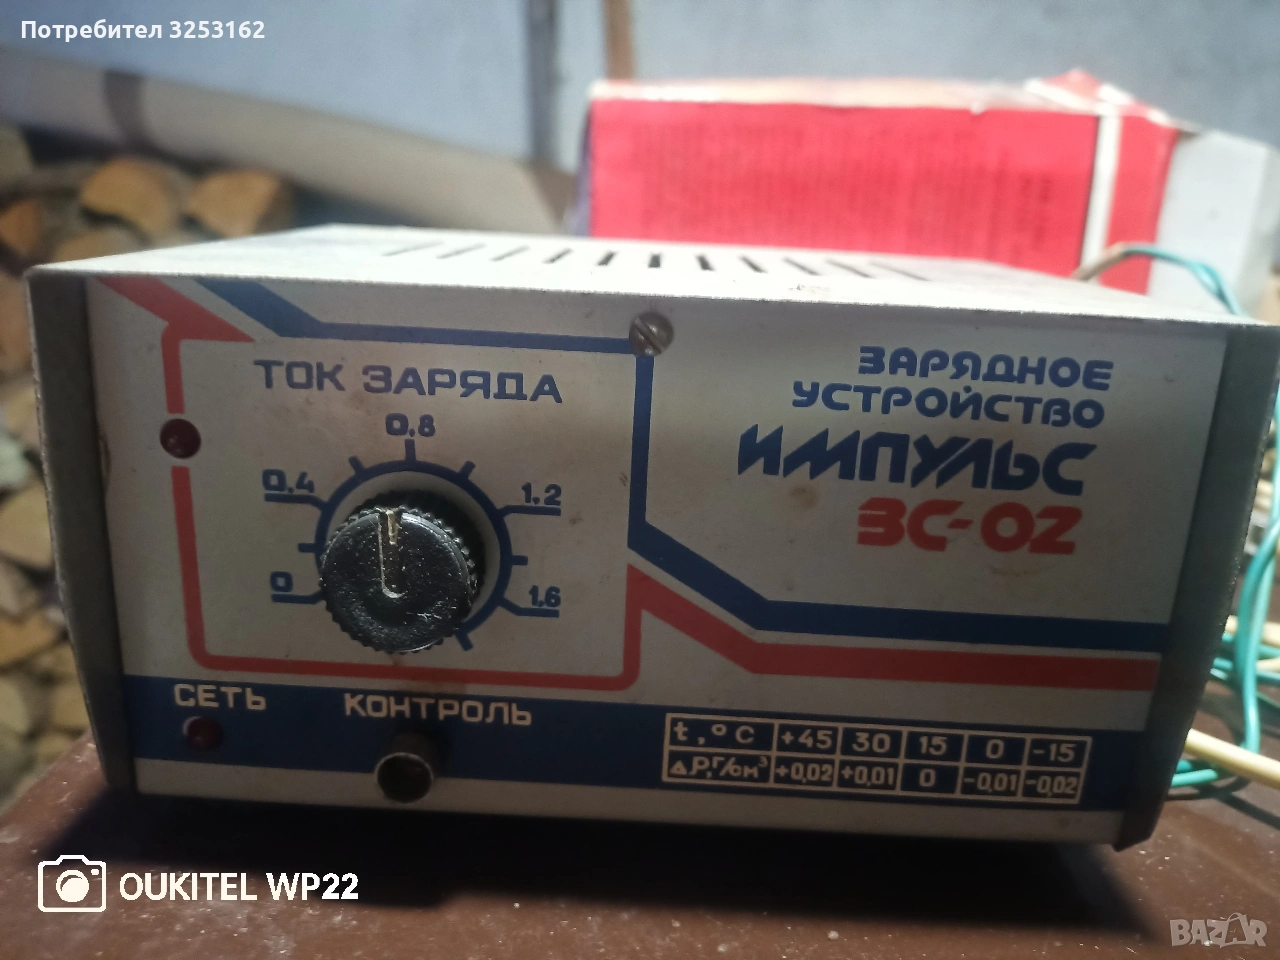 Потребител 3253162
ТОК ЗАРЯДА
0.8
0.4
1.2
0
1.6
ЗАРЯДНОЕ
УСТРОЙСТВО
ИМПУЛЬС
ЗС-02
СЕТЬ
КОНТРОЛЬ
t,°C +45 30 15 0 -15
ΔP,г/см³ +0,02 +0,01 0 -0,01 -0,02
OUKITEL WP22
BAZAR